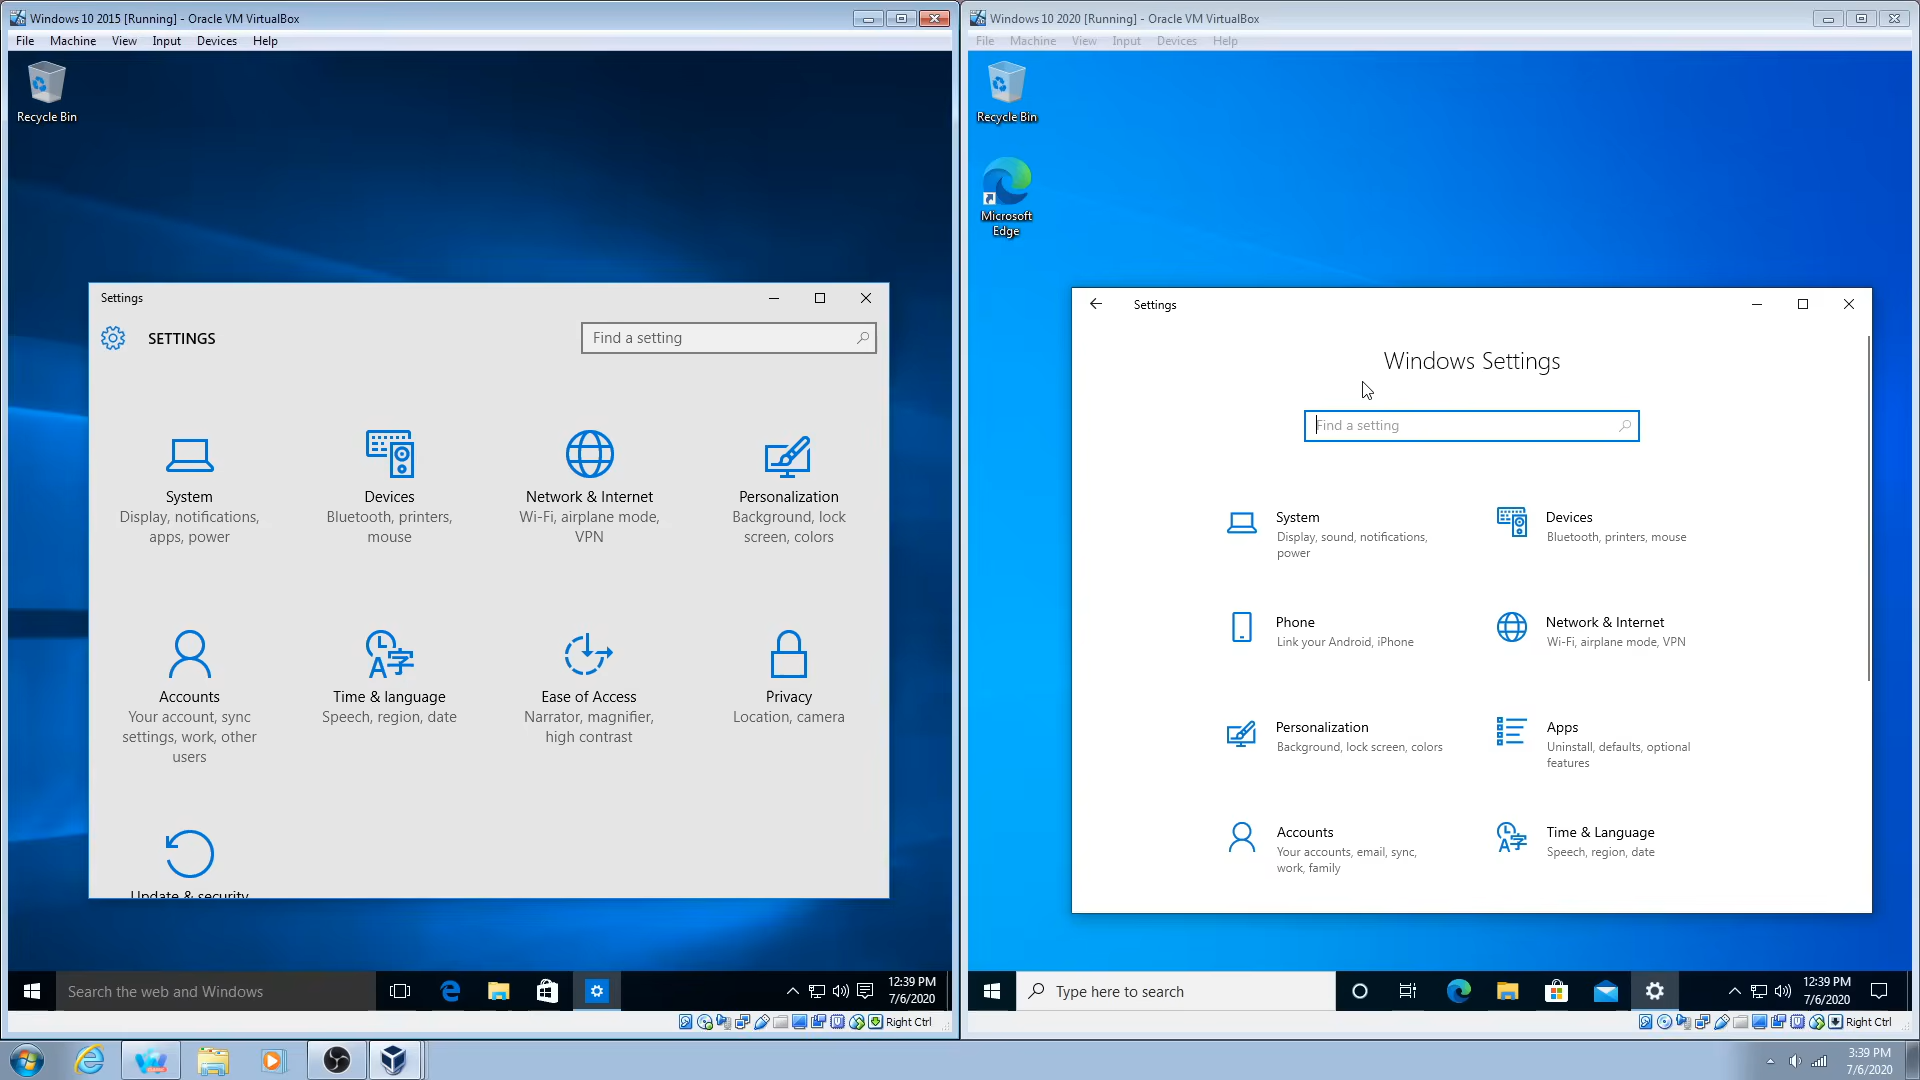 Windows 10 2015 [Running] - Oracle VM VirtualBox
File Machine View Input Devices Help
Recycle Bin
Settings
SETTINGS
Find a setting
System
Display, notifications,
apps, power
Devices
Bluetooth, printers,
mouse
Network & Internet
Wi-Fi, airplane mode,
VPN
Personalization
Background, lock
screen, colors
Accounts
Your account, sync
settings, work, other
users
Time & language
Speech, region, date
Ease of Access
Narrator, magnifier,
high contrast
Privacy
Location, camera
Update & security
Search the web and Windows
12:39 PM
7/6/2020
Right Ctrl
Windows 10 2020 [Running] - Oracle VM VirtualBox
File Machine View Input Devices Help
Recycle Bin
Microsoft
Edge
Settings
Windows Settings
Find a setting
System
Display, sound, notifications,
power
Devices
Bluetooth, printers, mouse
Phone
Link your Android, iPhone
Network & Internet
Wi-Fi, airplane mode, VPN
Personalization
Background, lock screen, colors
Apps
Uninstall, defaults, optional
features
Accounts
Your accounts, email, sync,
work, family
Time & Language
Speech, region, date
Type here to search
12:39 PM
7/6/2020
Right Ctrl
3:39 PM
7/6/2020